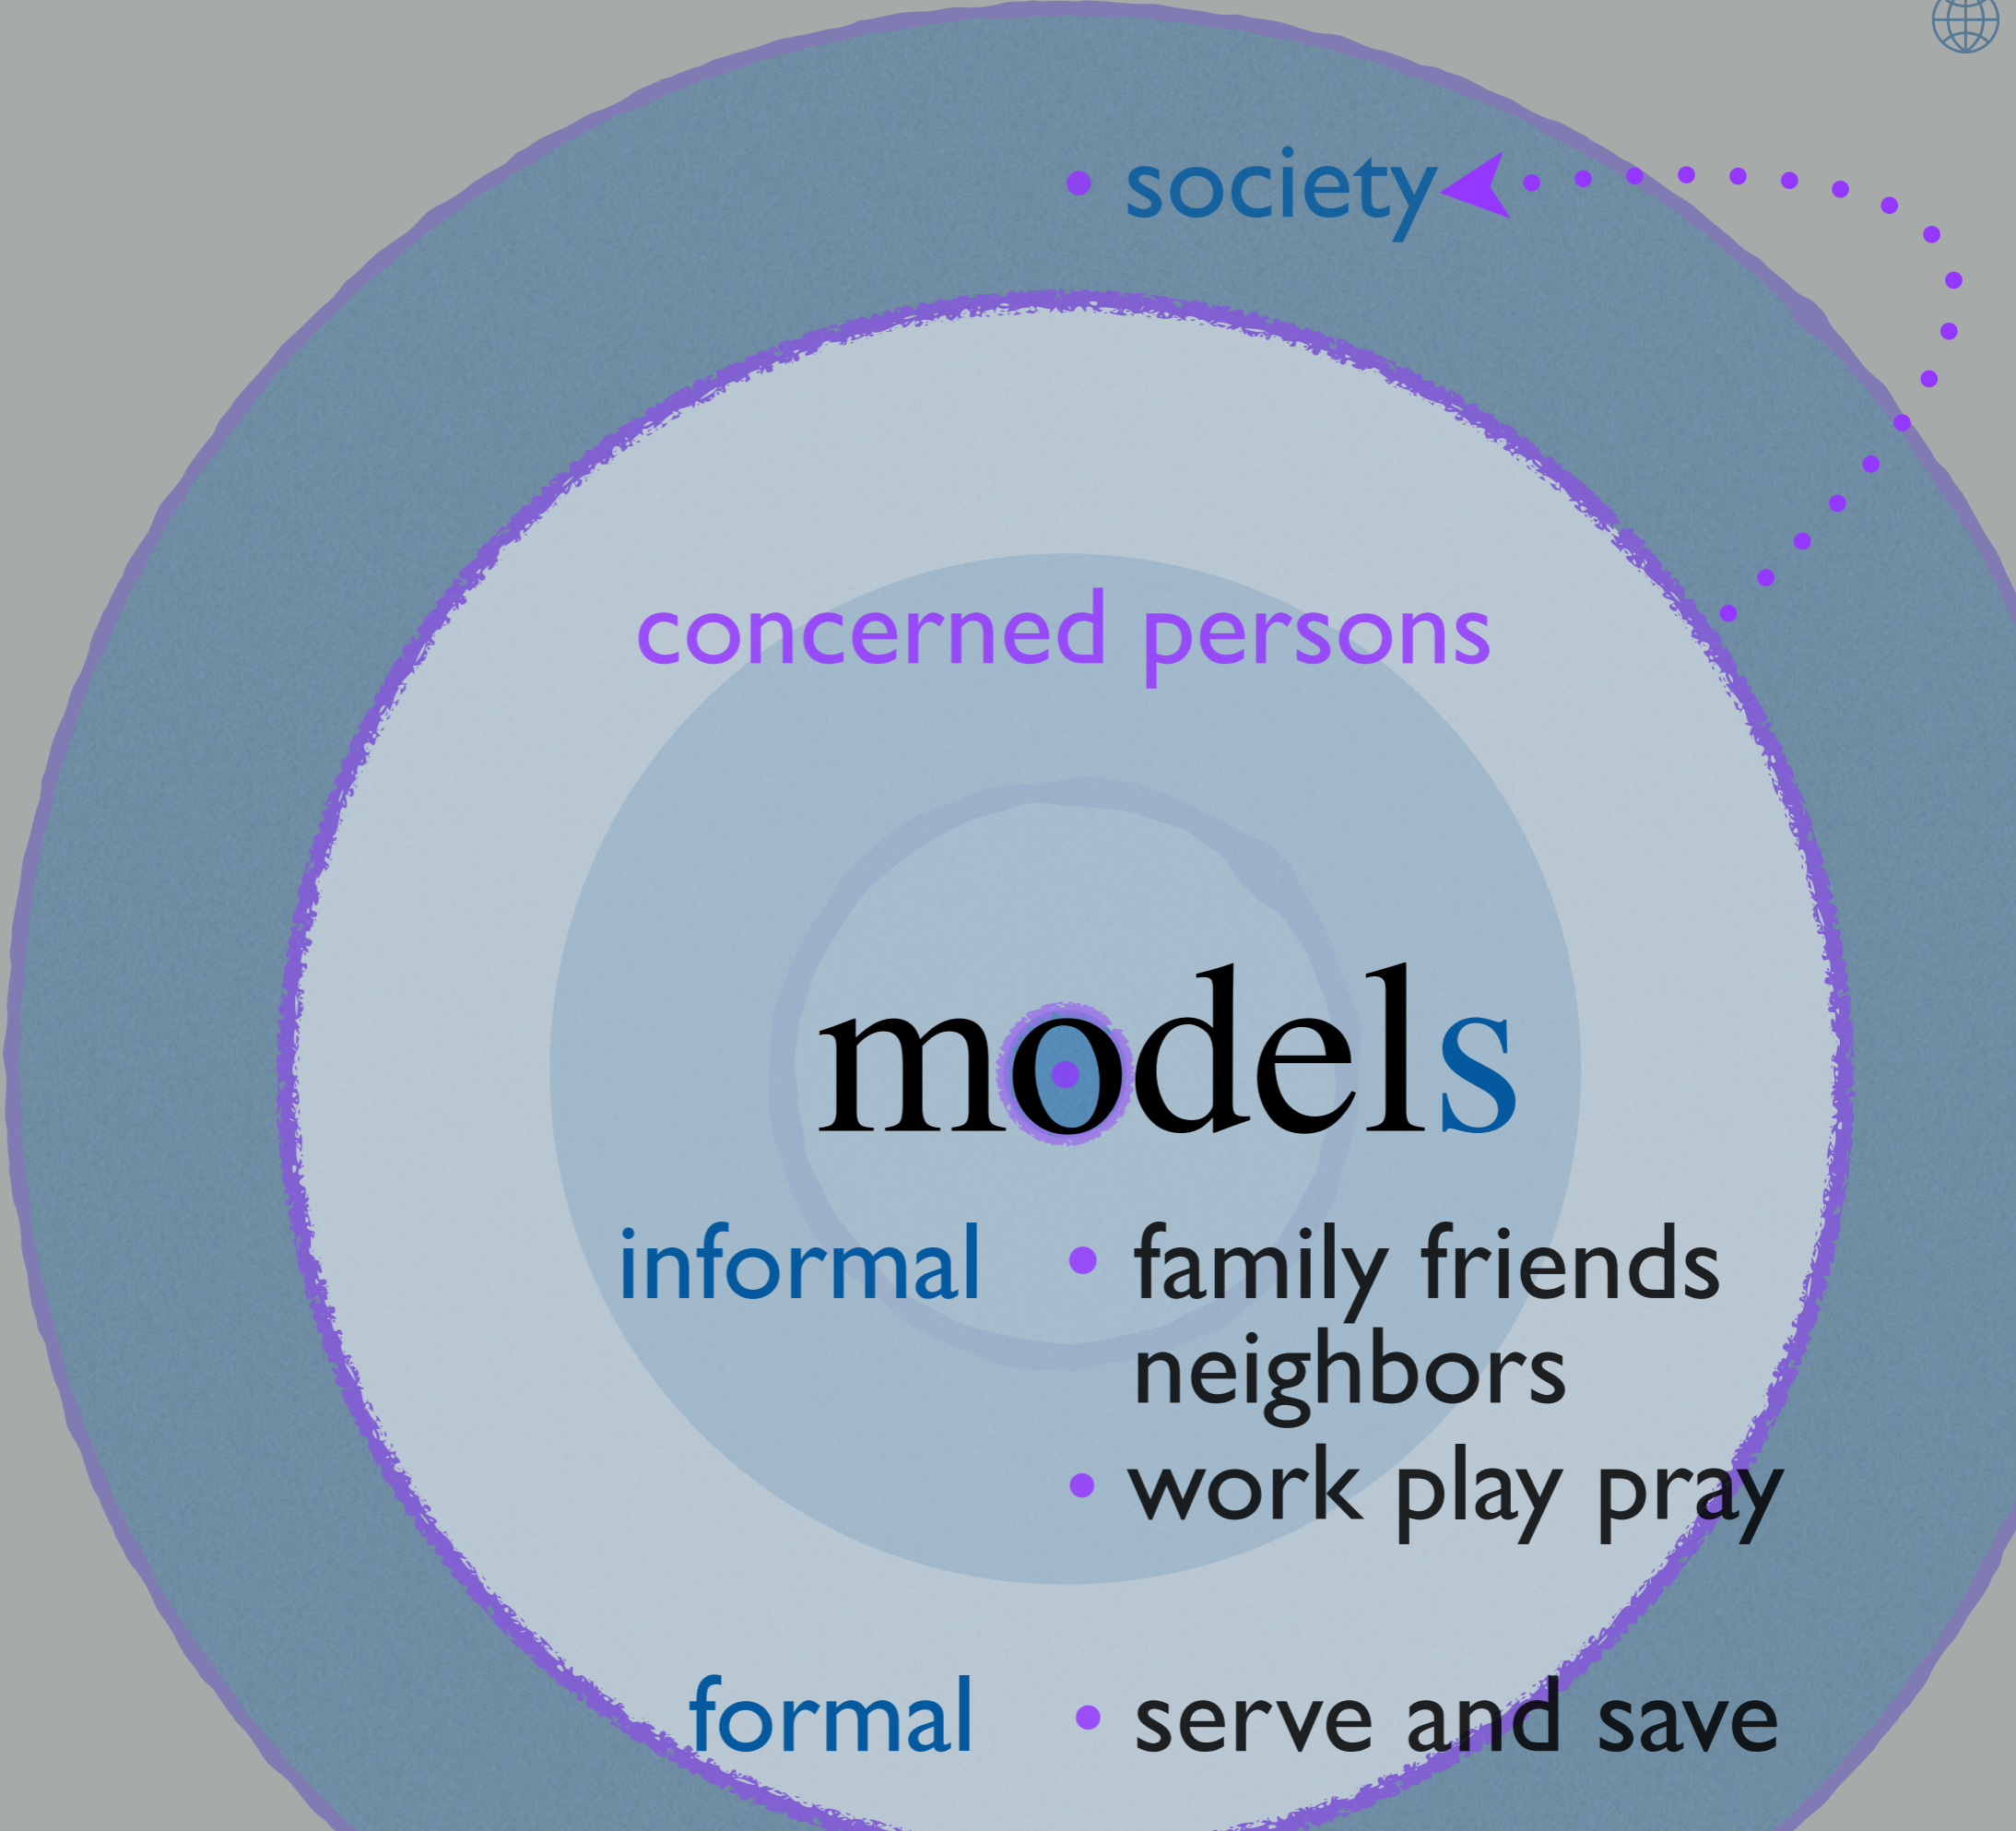 • society
concerned persons
models
informal • family friends
neighbors
• work play pray
formal • serve and save